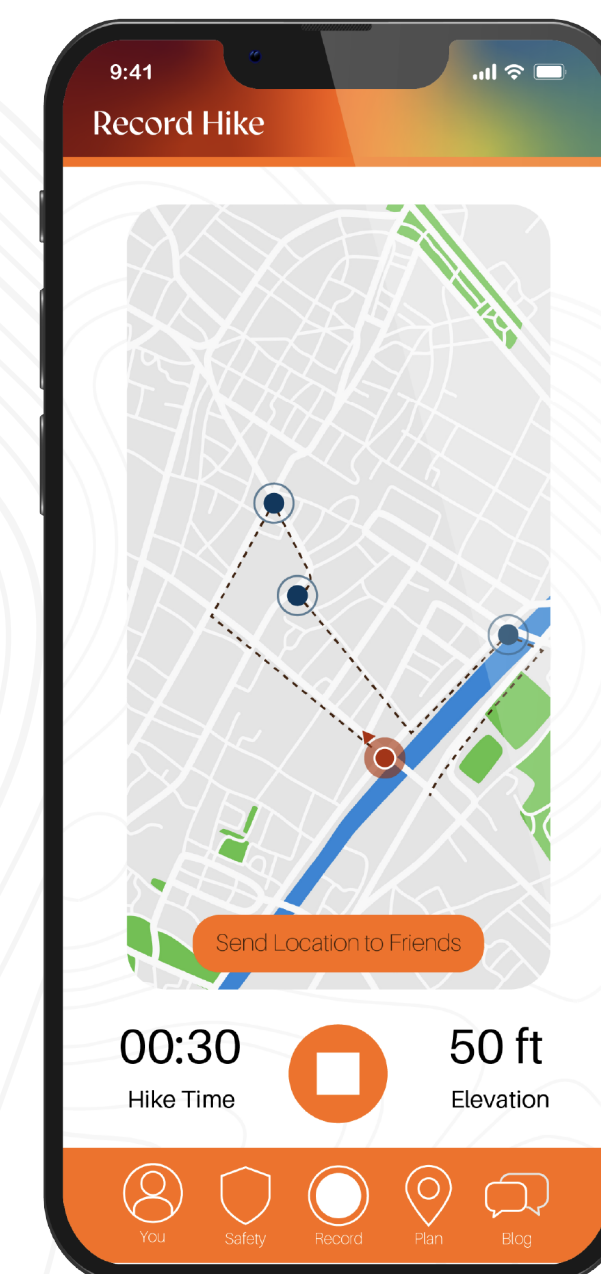 9:41
Record Hike
Send Location to Friends
00:30
50 ft
Hike Time
Elevation
You
Safety
Record
Plan
Blog